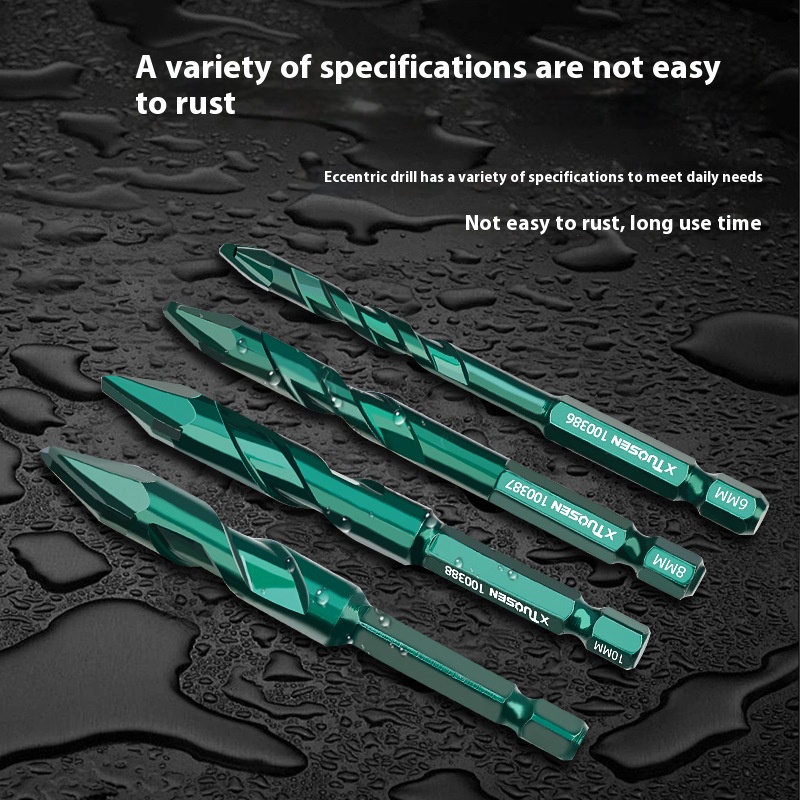 A variety of specifications are not easy
to rust
Eccentric drill has a variety of specifications to meet daily needs
Not easy to rust, long use time
xTUOSEN 100386
6MM
xTUOSEN 100387
8MM
xTUOSEN 100388
10MM